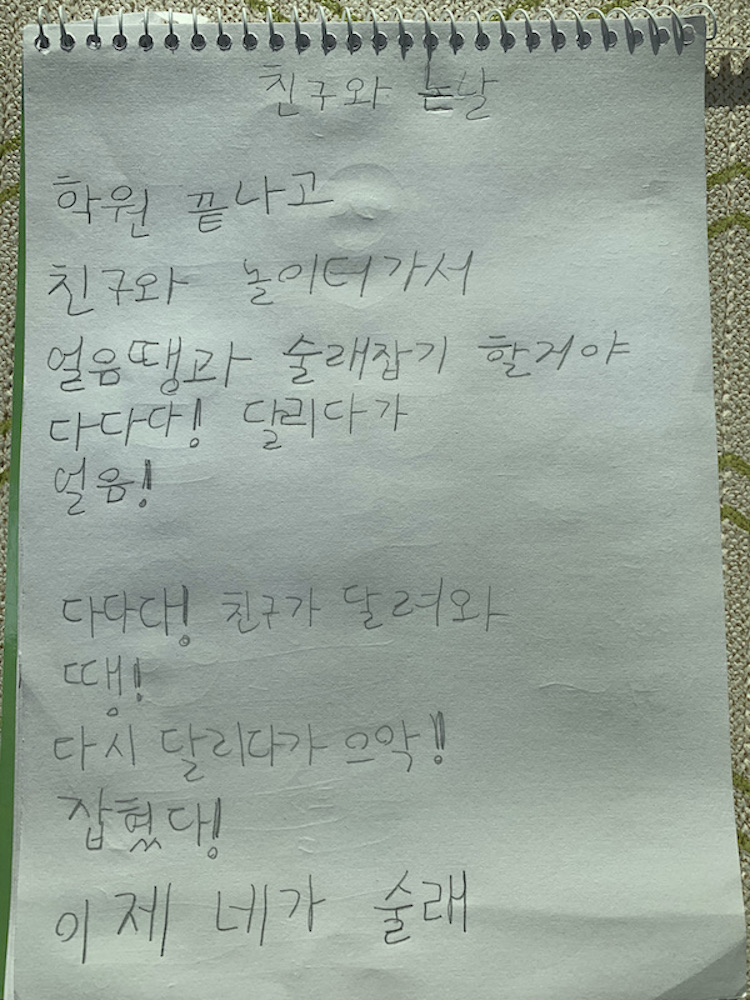 친구와 논날
학원 끝나고
친구와 놀이터가서
얼음땡과 술래잡기 할거야
다다다! 달리다가
얼음!
다다다! 친구가 달려와
땡!
다시 달리다가 으악!
잡혔다!
이제 네가 술래